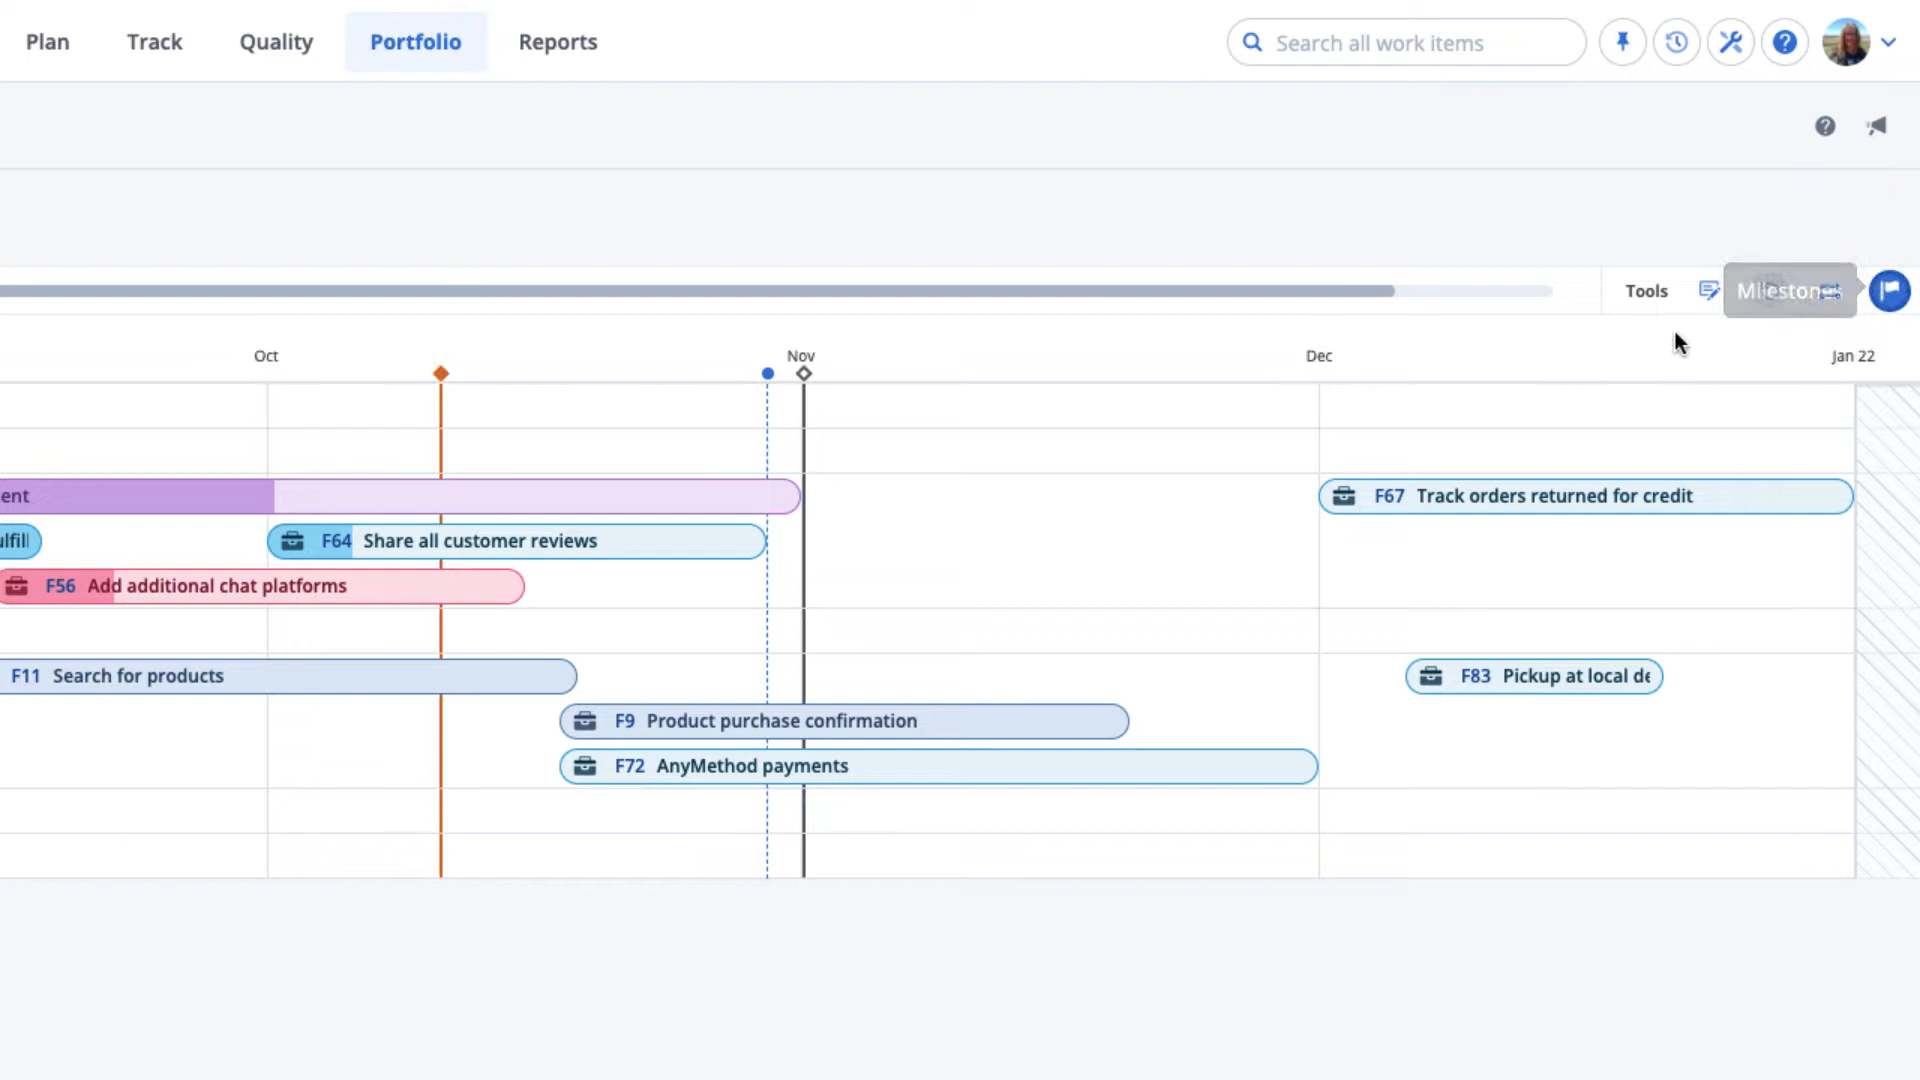 Plan Track Quality Portfolio Reports Search all work items
Tools Milestones
Oct Nov Dec Jan 22
ent F67 Track orders returned for credit
ulfill F64 Share all customer reviews
F56 Add additional chat platforms
F11 Search for products F83 Pickup at local de
F9 Product purchase confirmation
F72 AnyMethod payments